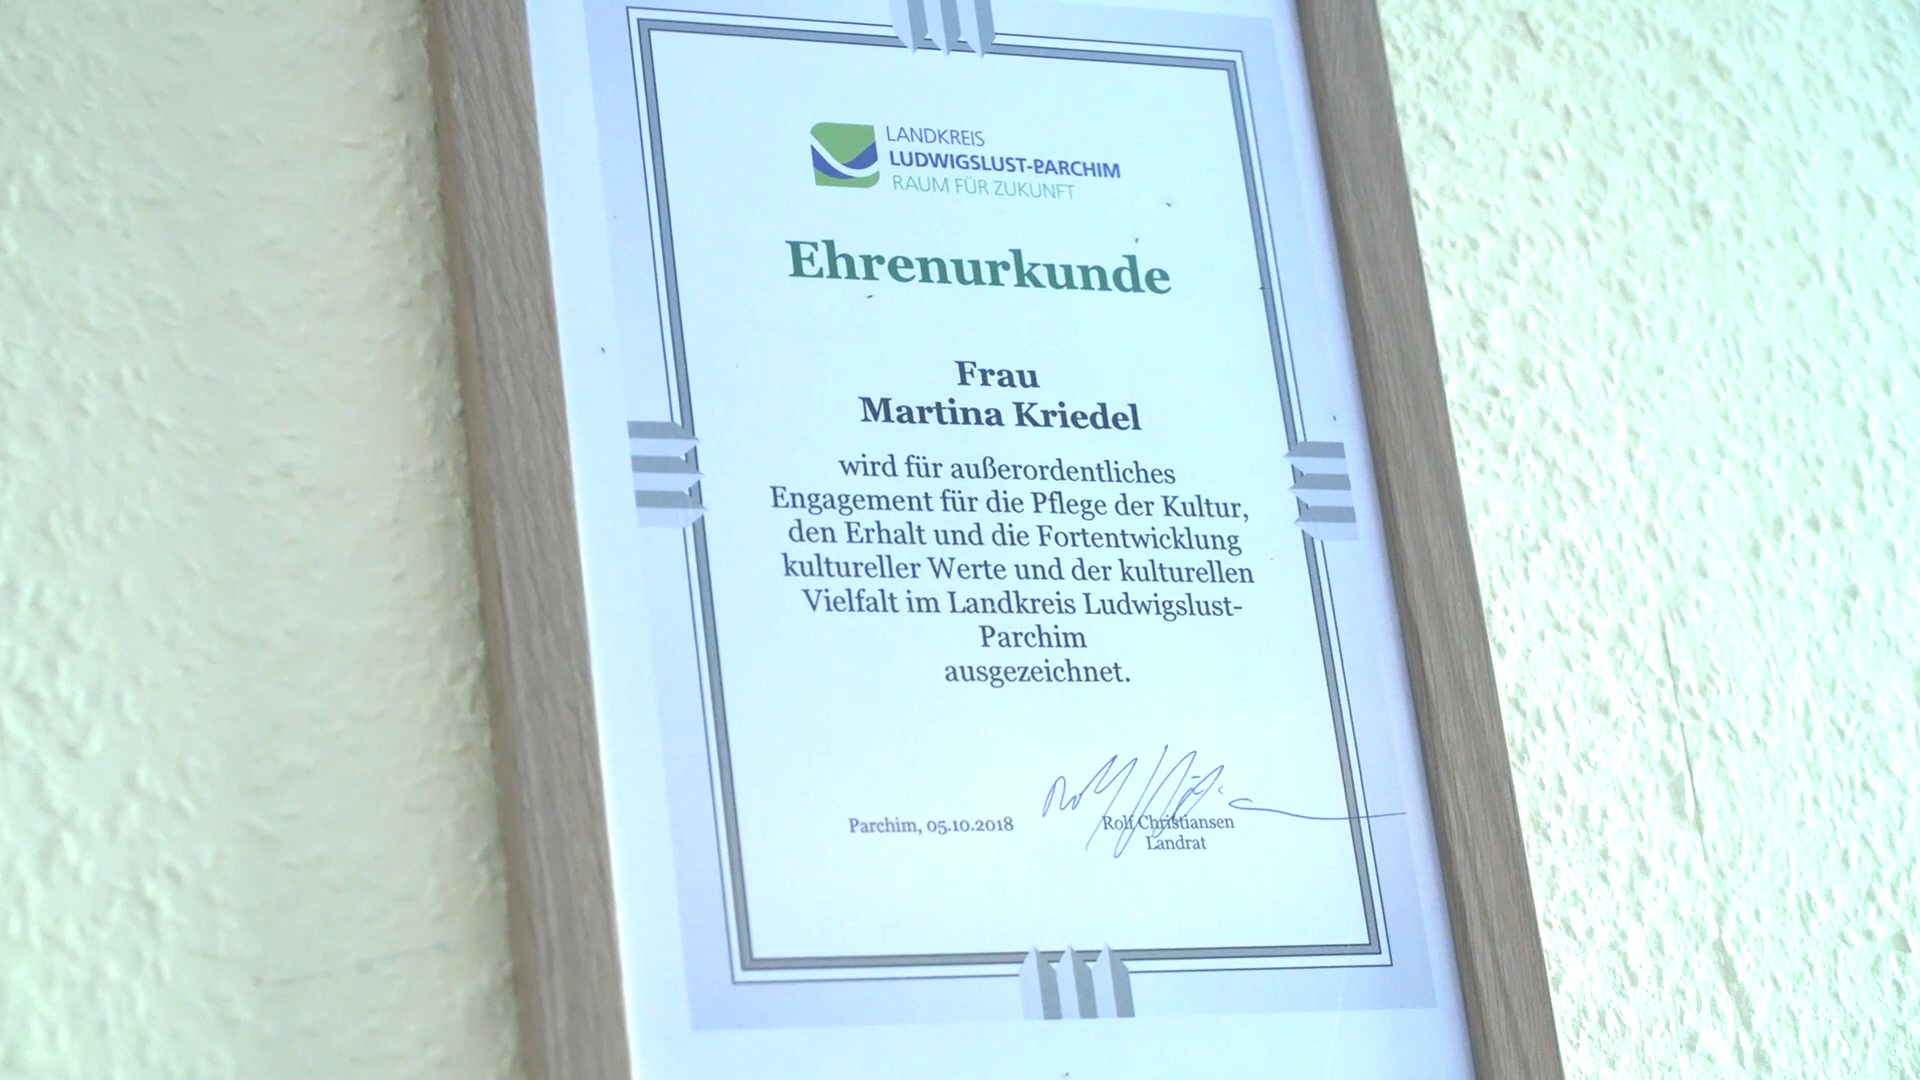 LANDKREIS
LUDWIGSLUST-PARCHIM
RAUM FÜR ZUKUNFT
Ehrenurkunde
Frau
Martina Kriedel
wird für außerordentliches
Engagement für die Pflege der Kultur,
den Erhalt und die Fortentwicklung
kultureller Werte und der kulturellen
Vielfalt im Landkreis Ludwigslust-
Parchim
ausgezeichnet.
Parchim, 05.10.2018
Rolf Christiansen
Landrat